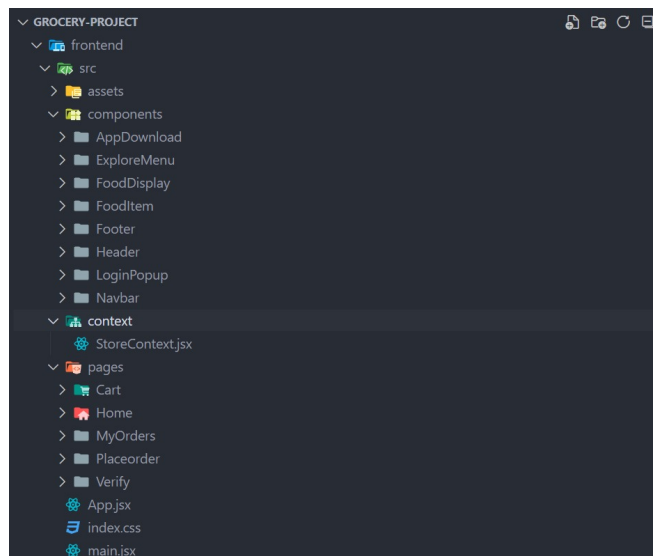 GROCERY-PROJECT
frontend
src
assets
components
AppDownload
ExploreMenu
FoodDisplay
FoodItem
Footer
Header
LoginPopup
Navbar
context
StoreContext.jsx
pages
Cart
Home
MyOrders
Placeorder
Verify
App.jsx
index.css
main.jsx